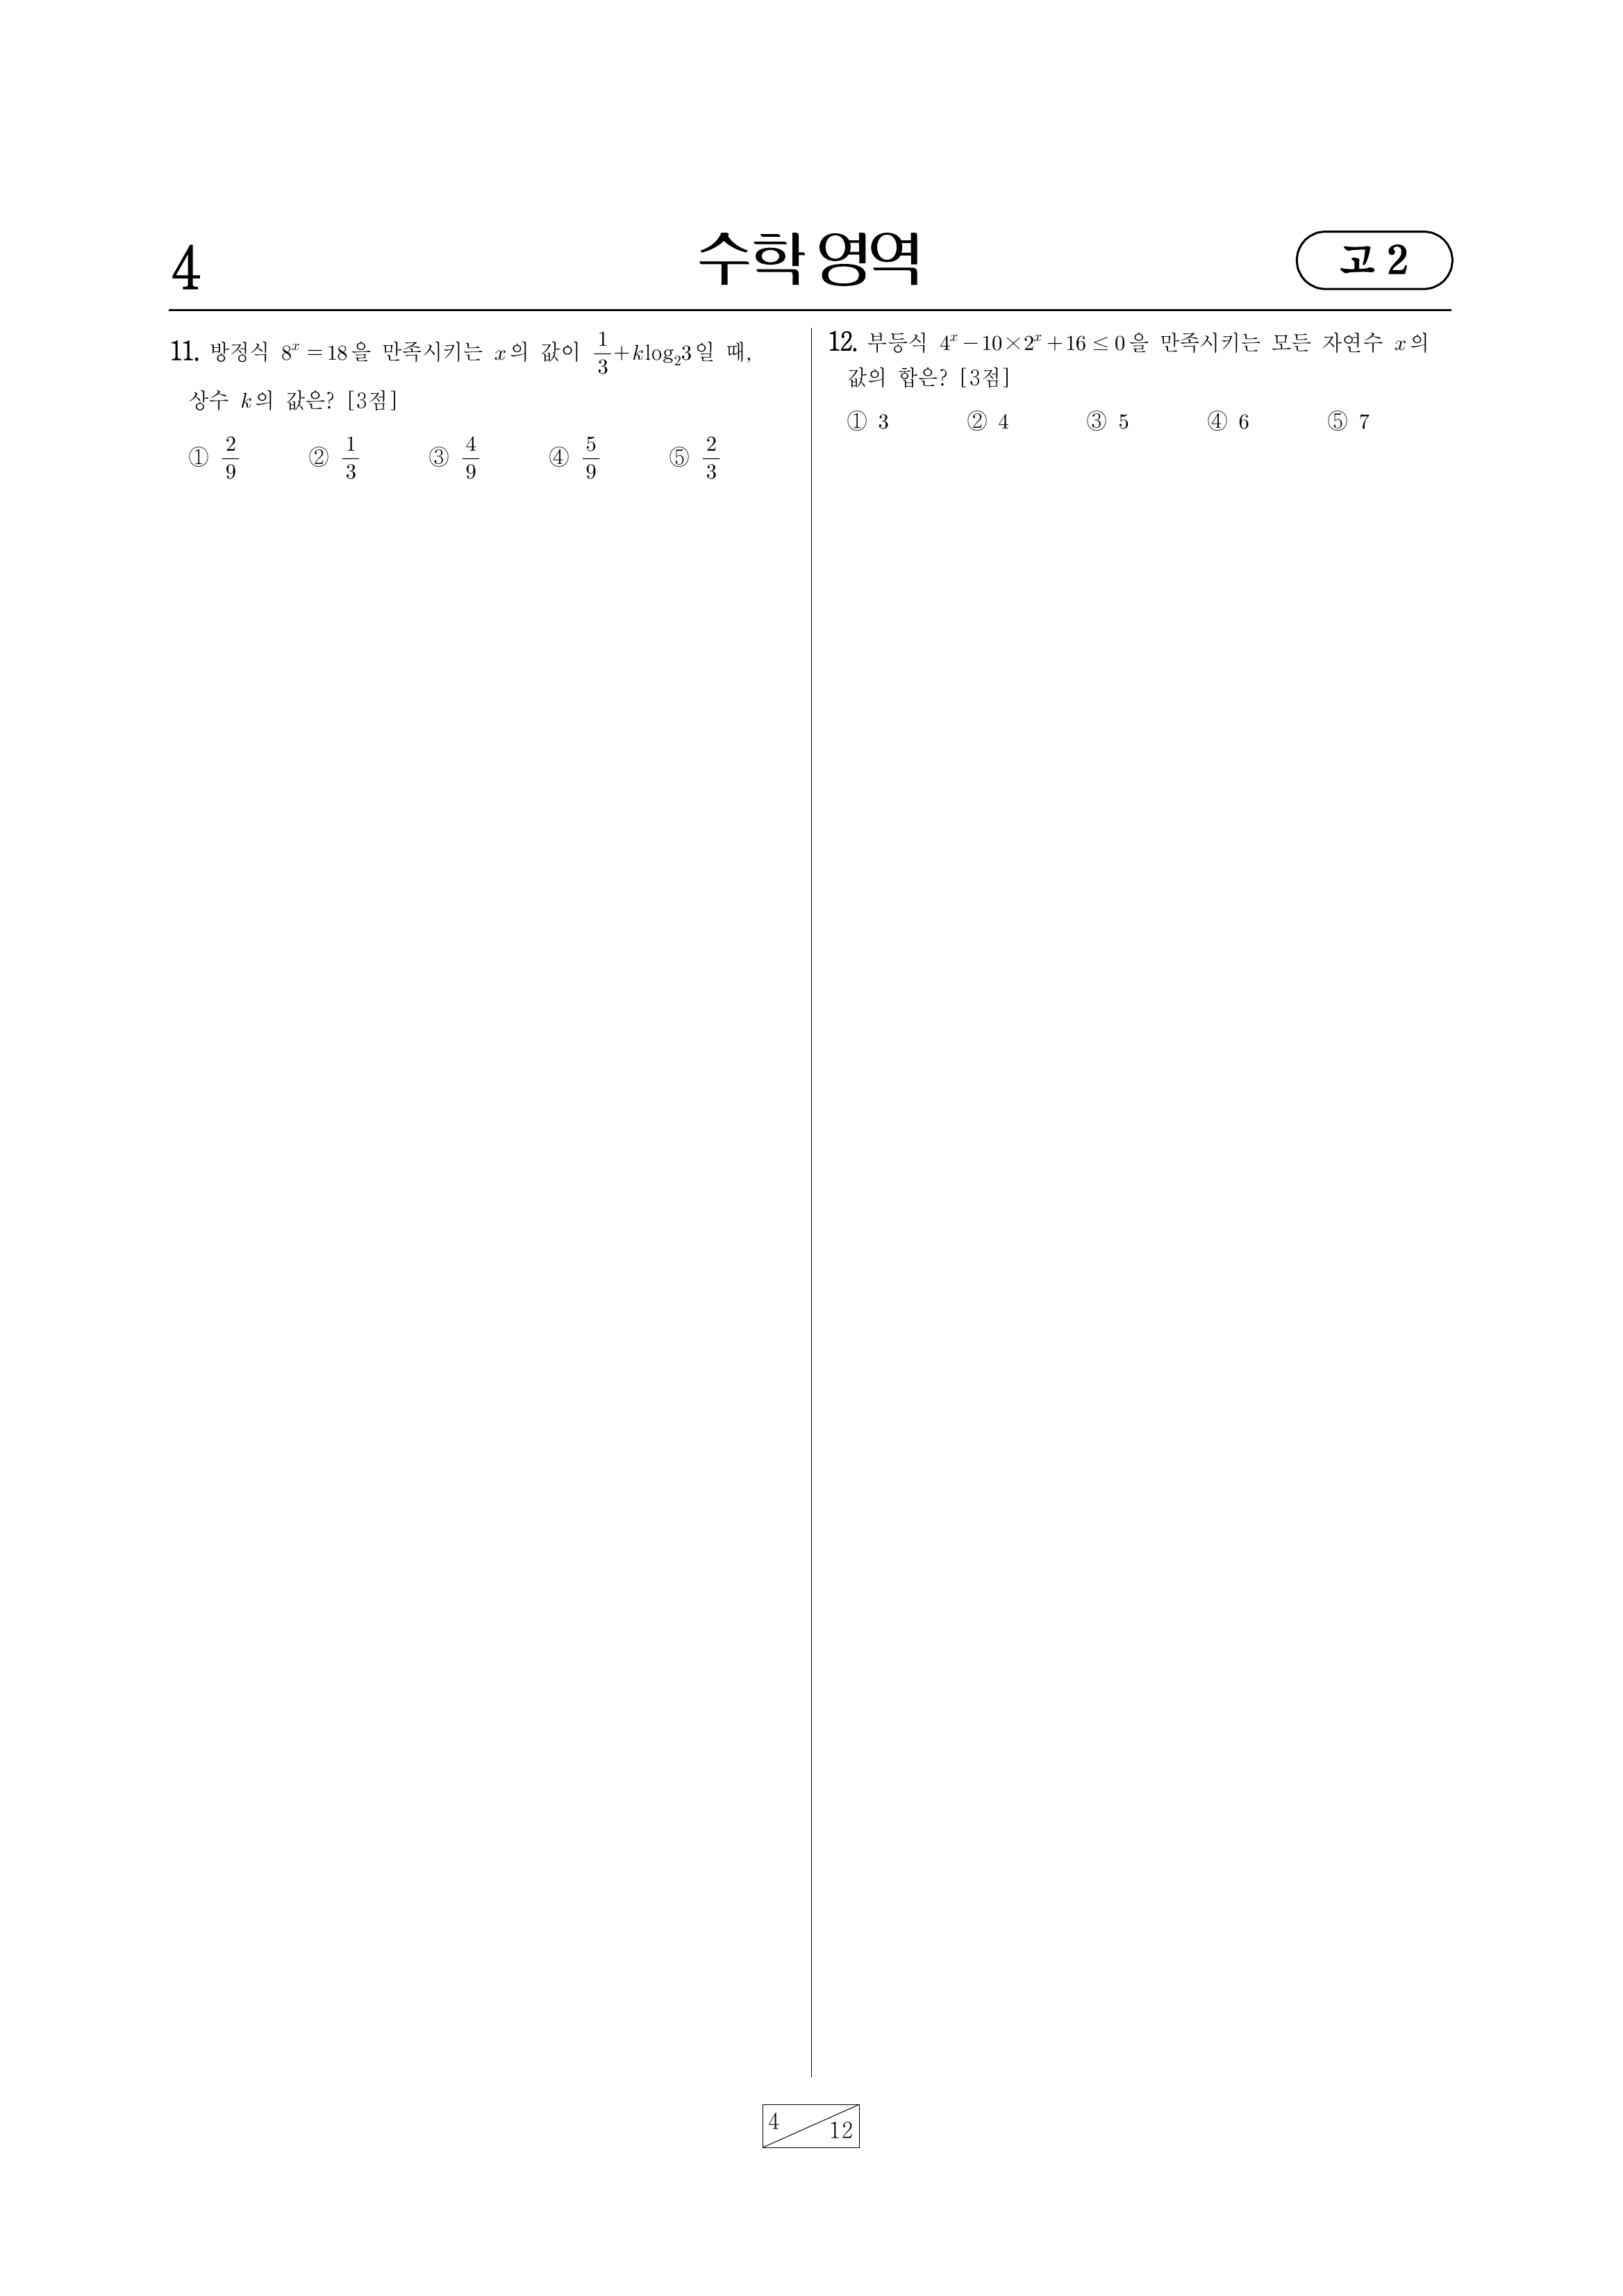 4
수학 영역
고 2
11. 방정식 8^x = 18을 만족시키는 x의 값이 1/3+klog₂3일 때,
상수 k의 값은? [3점]
① 2/9 ② 1/3 ③ 4/9 ④ 5/9 ⑤ 2/3
12. 부등식 4^x − 10×2^x + 16 ≤ 0을 만족시키는 모든 자연수 x의
값의 합은? [3점]
① 3 ② 4 ③ 5 ④ 6 ⑤ 7
4
12